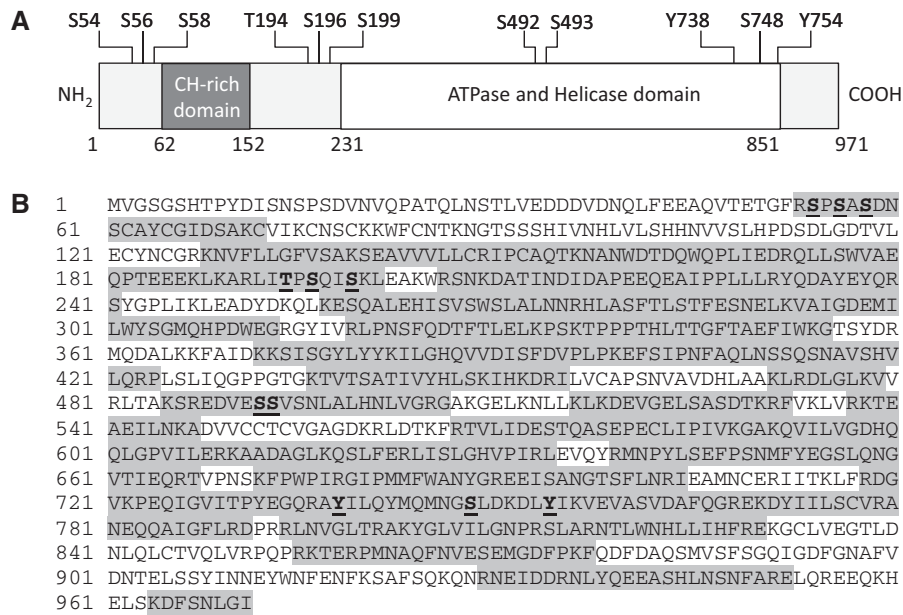 A
S54 S56 S58 T194 S196 S199 S492 S493 Y738 S748 Y754
NH2 CH-rich domain ATPase and Helicase domain COOH
1 62 152 231 851 971
B
1 MVGSGSHTPYDISNSPSDVNVQPATQLNSTLVEDDDVDNQLFEEAQVTETGFRSPSASDN
61 SCAYCGIDSAKCVIKCNSCKKWFCNTKNGTSSSHIVNHLVLSHHNVVSLHPDSDLGDTVL
121 ECYNCGRKNVFLLGFVSAKSEAVVVLLCRIPCAQTKNANWDTDQWQPLIEDRQLLSWVAE
181 QPTEEEKLKARLITPSQISKLEAKWRSNKDATINDIDAPEEQEAIPPLLLRYQDAYEYQR
241 SYGPLIKLEADYDKQLKESQALEHISVSWSLALNNRHLASFTLSTFESNELKVAIGDEMI
301 LWYSGMQHPDWEGRGYIVRLPNSFQDTFTLELKPSKTPPPTHLTTGFTAEFIWKGTSYDR
361 MQDALKKFAIDKKSISGYLYYKILGHQVVDISFDVPLPKEFSIPNFAQLNSSQSNAVSHV
421 LQRPLSLIQGPPGTGKTVTSATIVYHLSKIHKDRILVCAPSNVAVDHLAAKLRDLGLKVV
481 RLTAKSREDVESSVSNLALHNLVGRGAKGELKNLLKLKDEVGELSASDTKRFVKLVRKTE
541 AEILNKADVVCCTCVGAGDKRLDTKFRTVLIDESTQASEPECLIPIVKGAKQVILVGDHQ
601 QLGPVILERKAADAGLKQSLFERLISLGHVPIRLEVQYRMNPYLSEFPSNMFYEGSLQNG
661 VTIEQRTVPNSKFPWPIRGIPMMFWANYGREEISANGTSFLNRIEAMNCERIITKLFRDG
721 VKPEQIGVITPYEGQRAYILQYMQMNGSLDKDLYIKVEVASVDAFQGREKDYIILSCVRA
781 NEQQAIGFLRDPRRLNVGLTRAKYGLVILGNPRSLARNTLWNHLLIHFREKGCLVEGTLD
841 NLQLCTVQLVRPQPRKTERPMNAQFNVESEMGDFPKFQDFDAQSMVSFSGQIGDFGNAFV
901 DNTELSSYINNEYWNFENFKSAFSQKQNRNEIDDRNLYQEEASHLNSNFARELQREEQKH
961 ELSKDFSNLGI